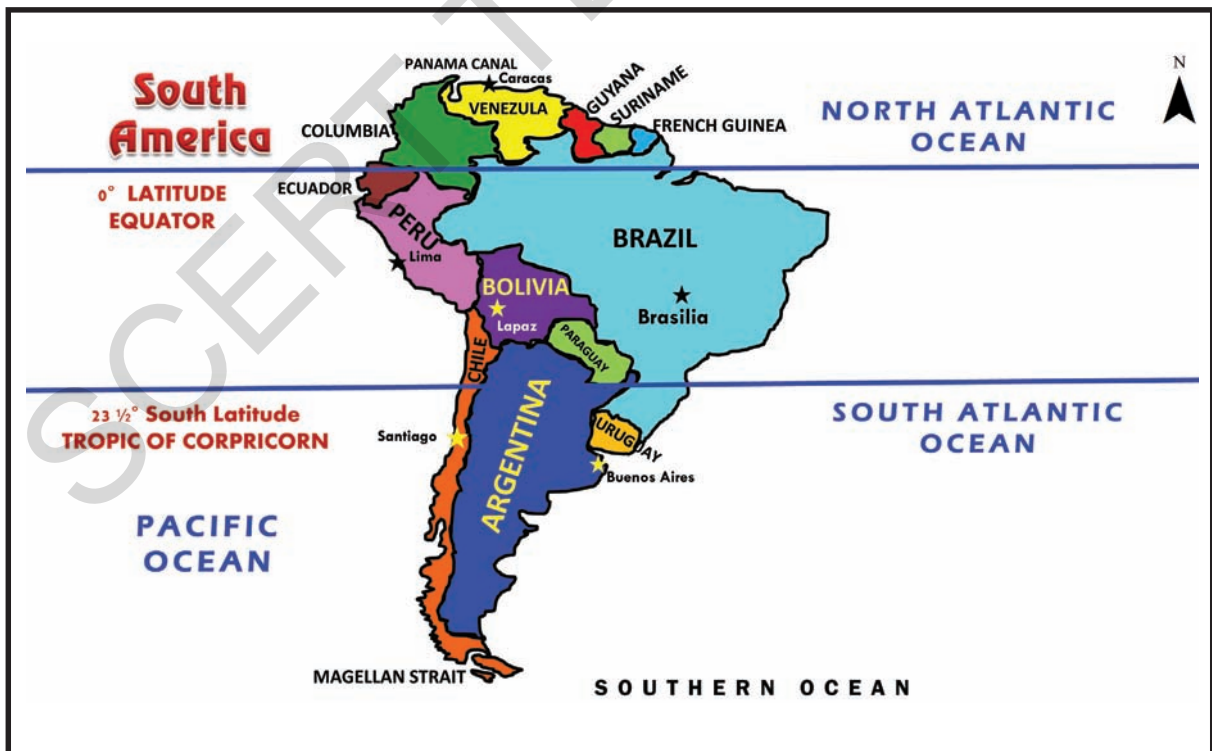 SCERT TE
South
America
PANAMA CANAL
Caracas
VENEZULA
GUYANA
SURINAME
FRENCH GUINEA
COLUMBIA
NORTH ATLANTIC
OCEAN
N
ECUADOR
0° LATITUDE
EQUATOR
PERU
Lima
BRAZIL
BOLIVIA
Lapaz
Brasilia
PARAGUAY
CHILE
23 ½° South Latitude
TROPIC OF CORPRICORN
SOUTH ATLANTIC
OCEAN
Santiago
ARGENTINA
URUGUAY
Buenos Aires
PACIFIC
OCEAN
MAGELLAN STRAIT
SOUTHERN OCEAN